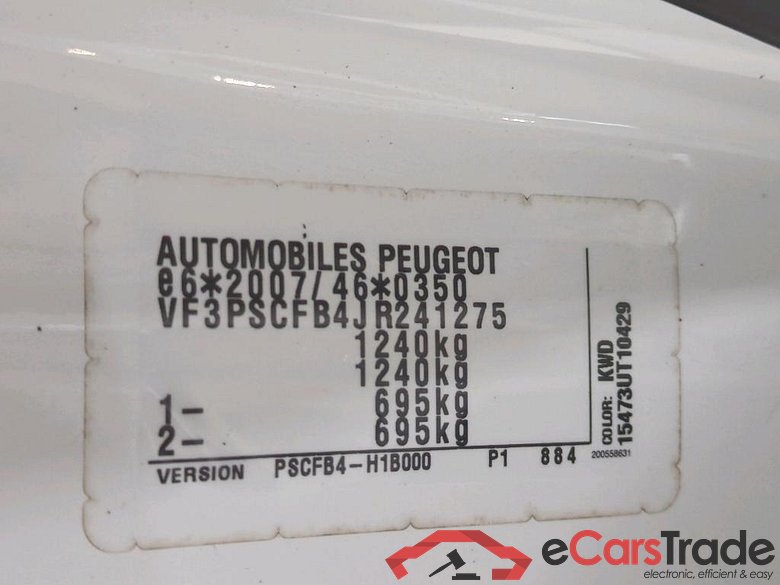 AUTOMOBILES PEUGEOT
e6*2007/46*0350
VF3PSCFB4JR241275
1240kg
1240kg
1- 695kg
2- 695kg
VERSION PSCFB4-H1B000 P1 884
COLOR: KWD
15473UT10429
200558631
eCarsTrade
electronic, efficient & easy